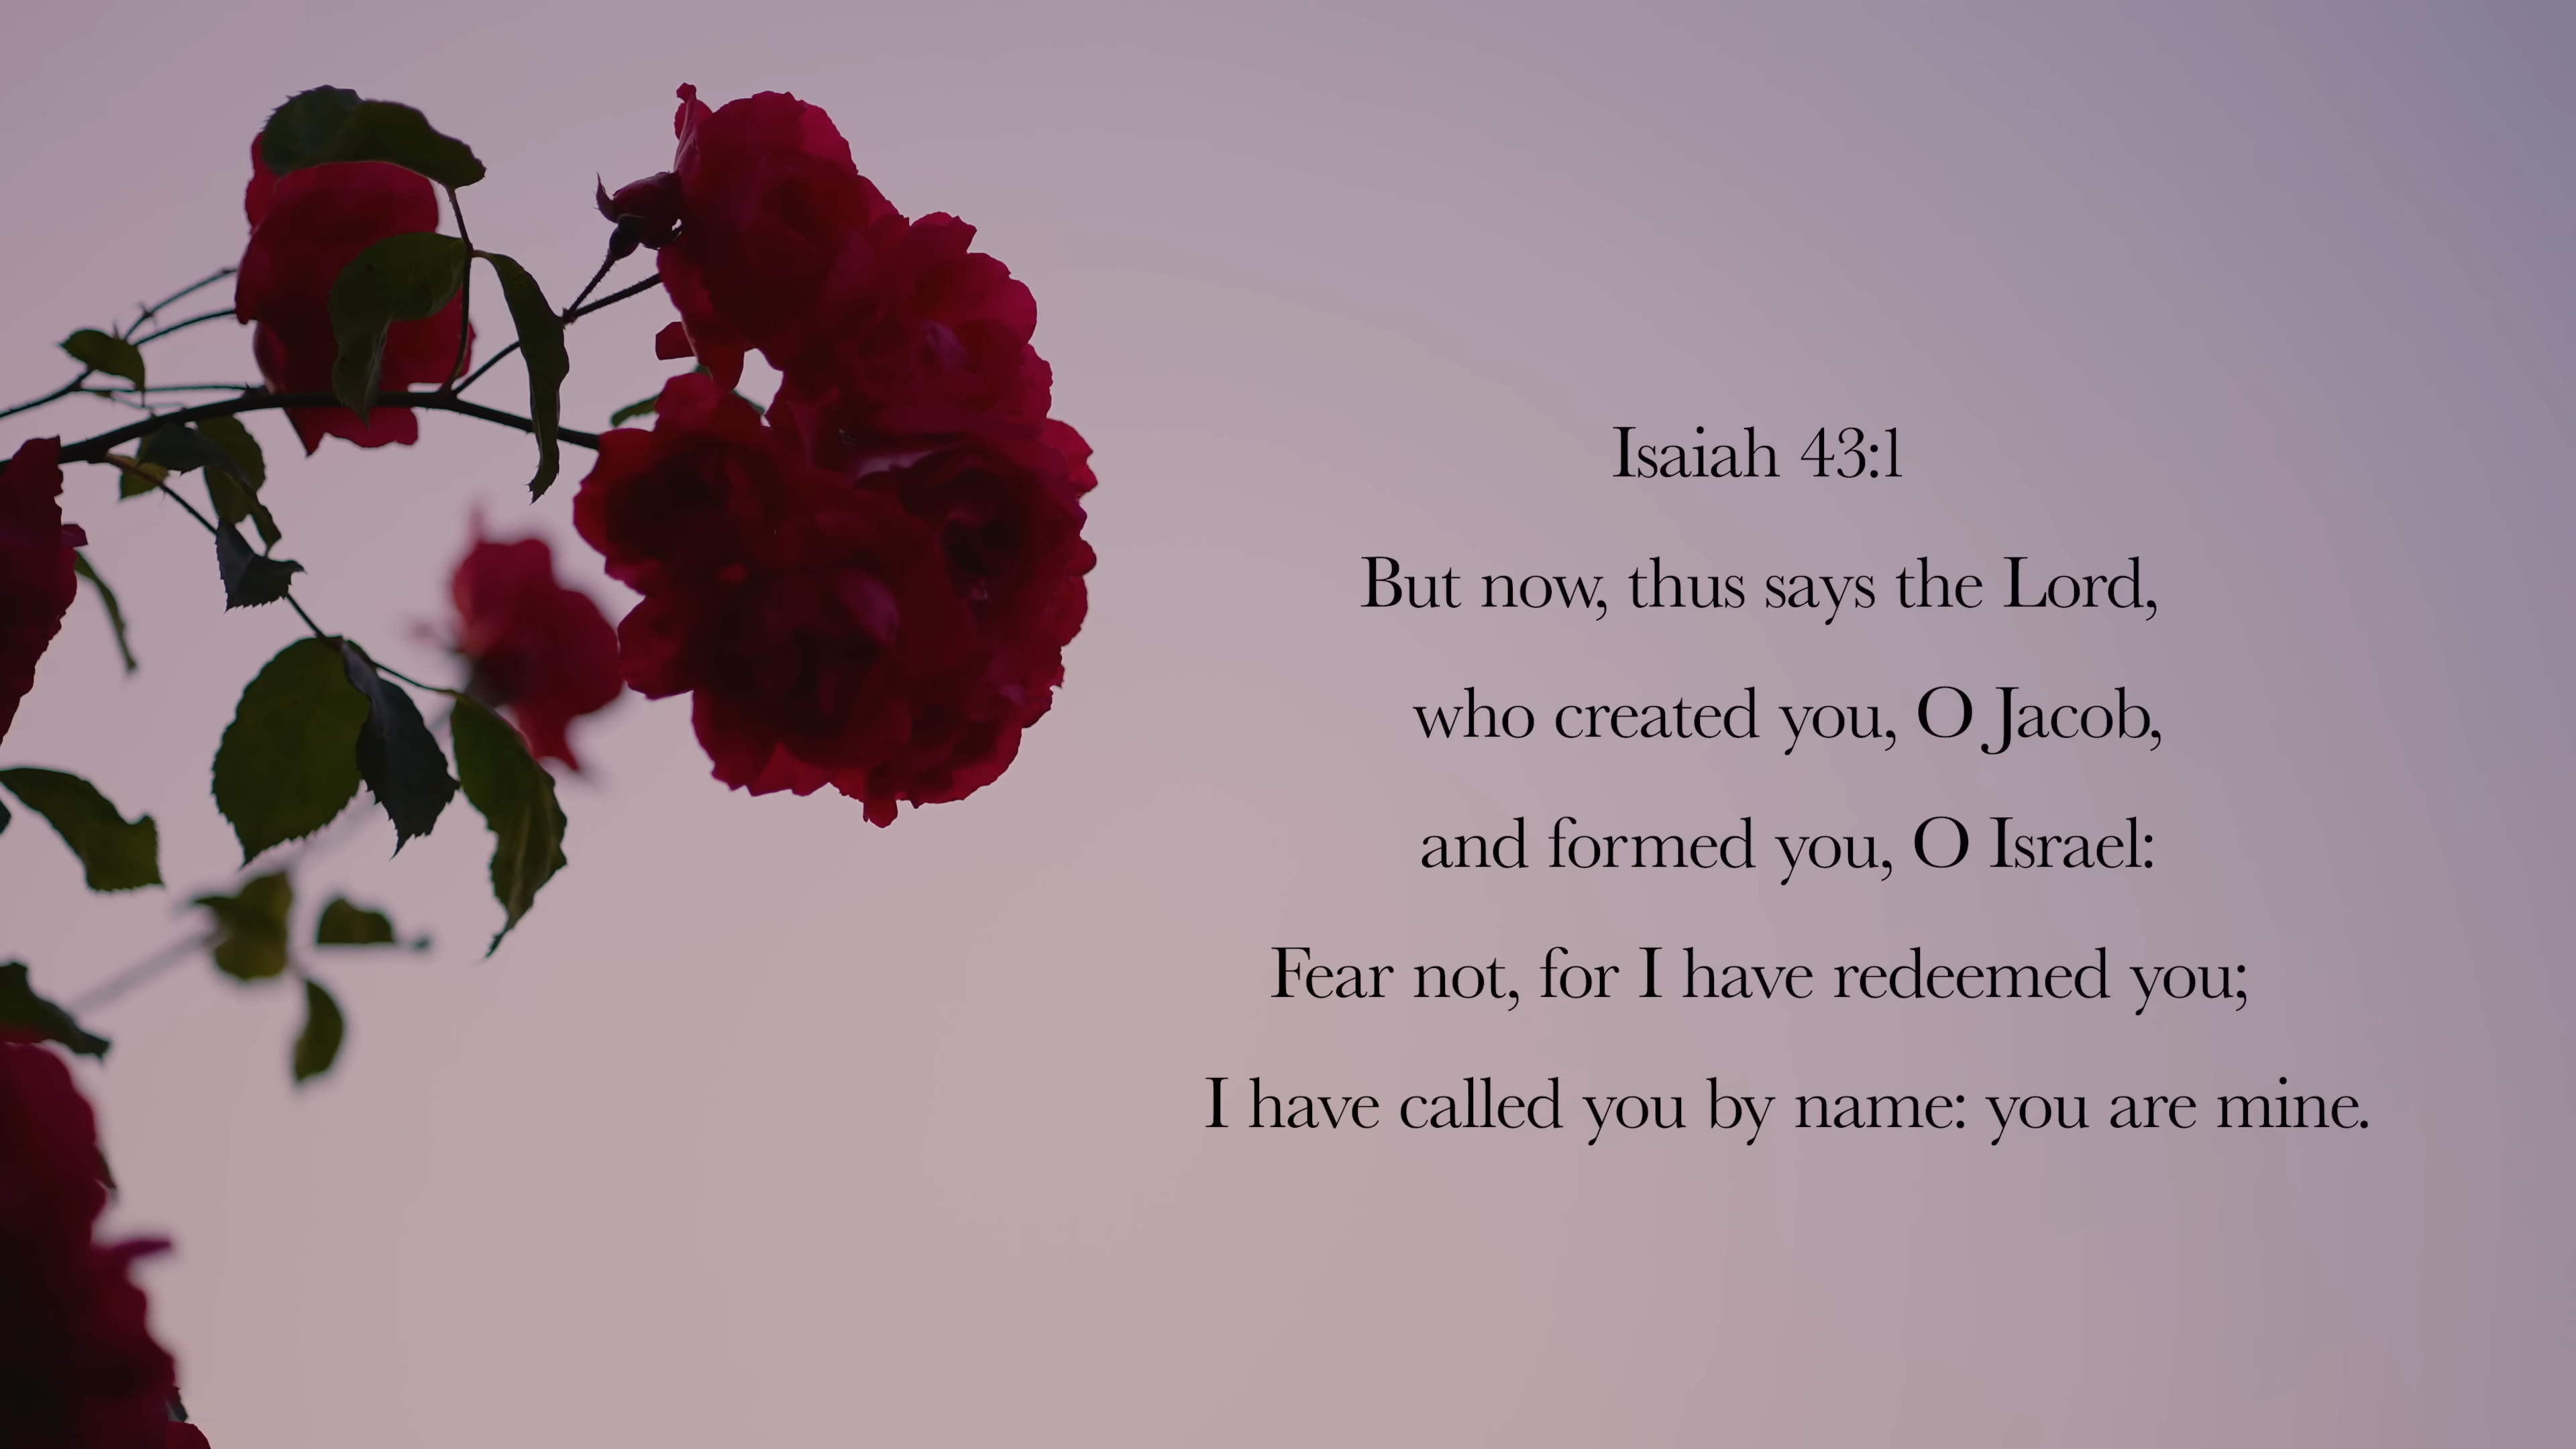 Isaiah 43:1
But now, thus says the Lord,
who created you, O Jacob,
and formed you, O Israel:
Fear not, for I have redeemed you;
I have called you by name: you are mine.